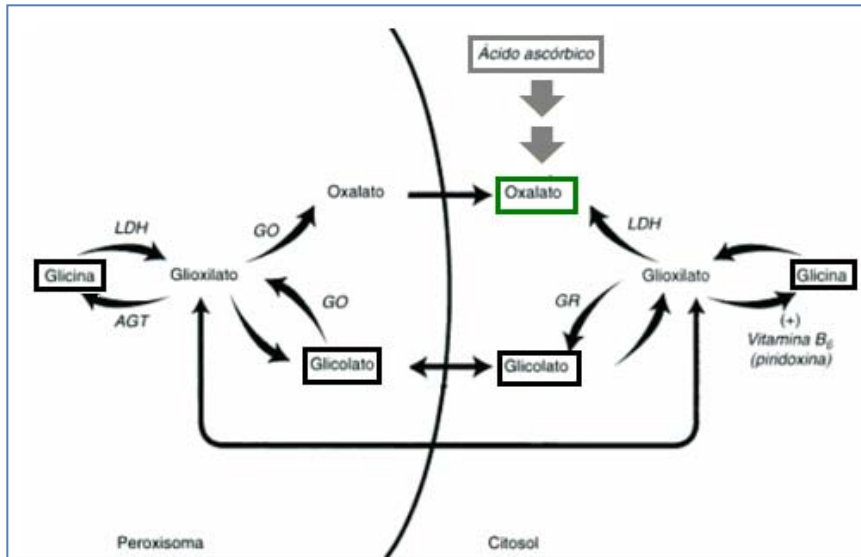 Ácido ascórbico
Oxalato
Oxalato
LDH
GO
LDH
Glicina
Glioxilato
Glioxilato
Glicina
AGT
GO
GR
(+)
Vitamina B6
(piridoxina)
Glicolato
Glicolato
Peroxisoma
Citosol